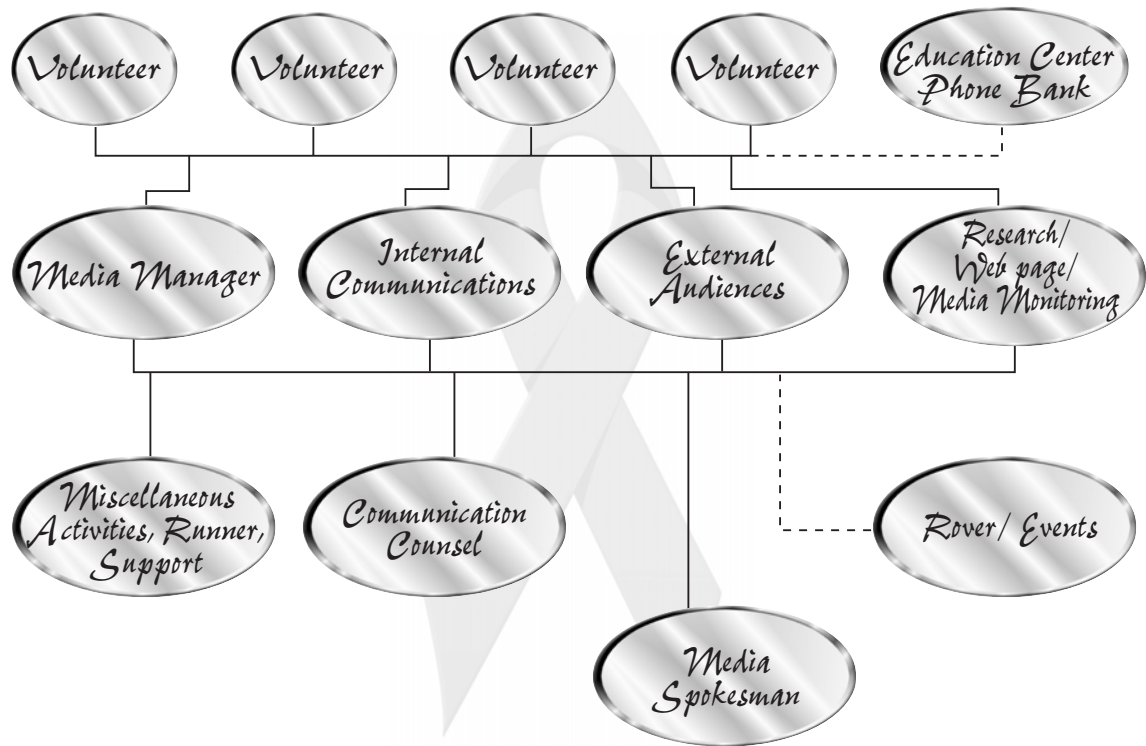 Volunteer
Volunteer
Volunteer
Volunteer
Education Center
Phone Bank
Media Manager
Internal
Communications
External
Audiences
Research/
Web page/
Media Monitoring
Miscellaneous
Activities, Runner,
Support
Communication
Counsel
Rover/ Events
Media
Spokesman